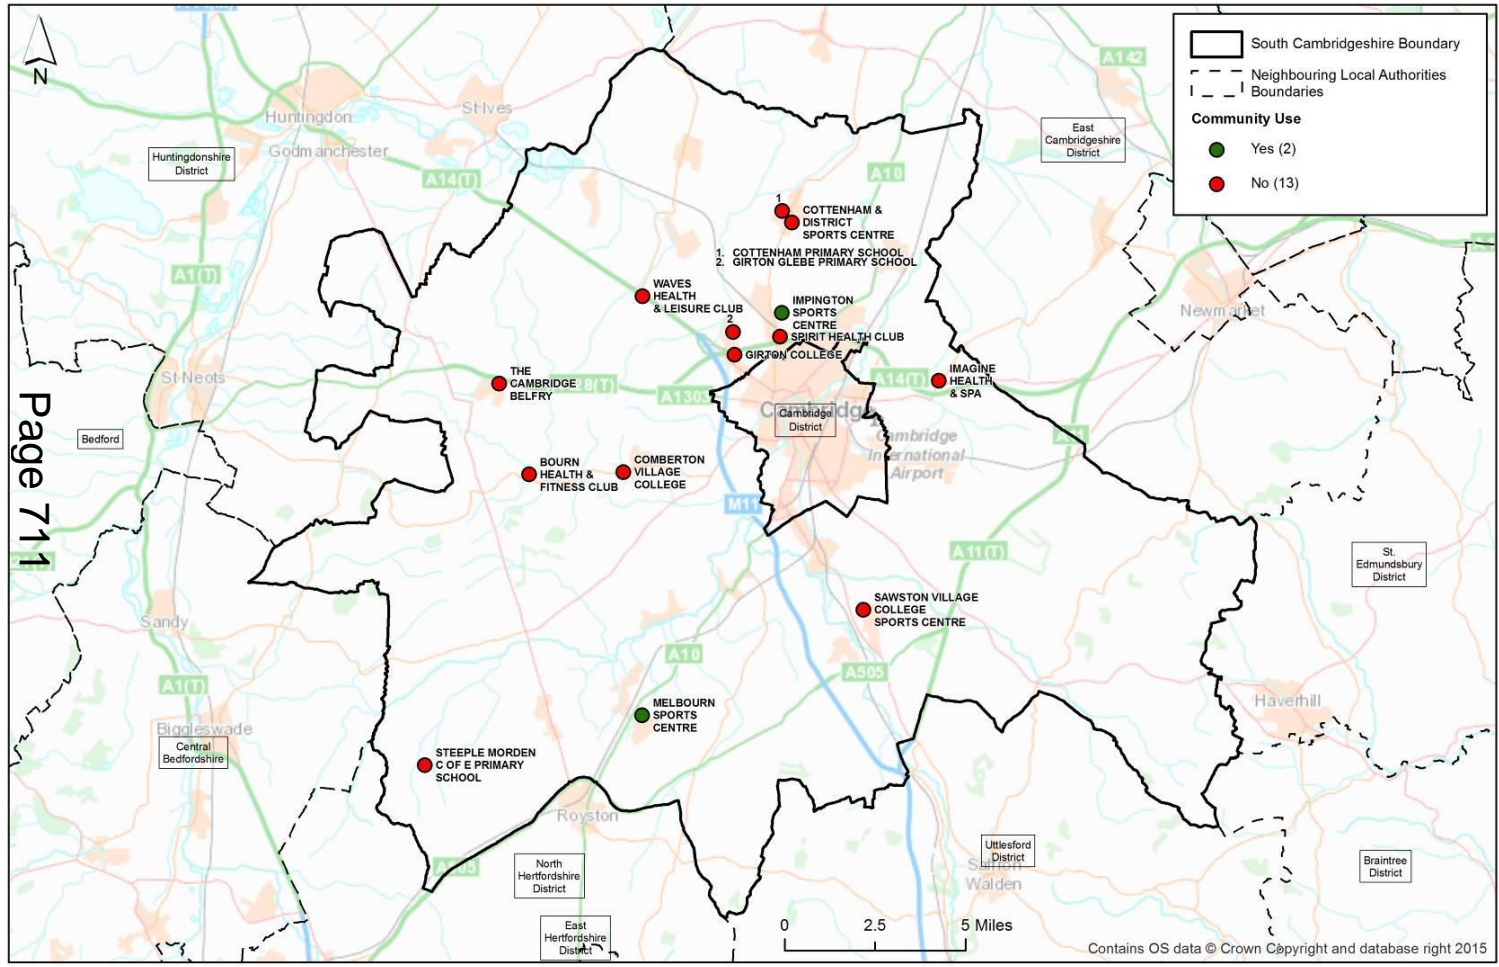 N
South Cambridgeshire Boundary
Neighbouring Local Authorities
Boundaries
Community Use
Yes (2)
No (13)
A142
St Ives
Huntingdon
Godmanchester
Huntingdonshire
District
A14(T)
A10
East
Cambridgeshire
District
1
COTTENHAM &
DISTRICT
SPORTS CENTRE
1. COTTENHAM PRIMARY SCHOOL
2. GIRTON GLEBE PRIMARY SCHOOL
A1(T)
WAVES
HEALTH
& LEISURE CLUB
2
IMPINGTON
SPORTS
CENTRE
SPIRIT HEALTH CLUB
GIRTON COLLEGE
Newmarket
St Neots
THE
CAMBRIDGE
BELFRY
A1303
A14(T)
IMAGINE
HEALTH
& SPA
Cambridge
Cambridge
District
Cambridge
International
Airport
Bedford
Page 711
BOURN
HEALTH &
FITNESS CLUB
COMBERTON
VILLAGE
COLLEGE
M11
A11(T)
St.
Edmundsbury
District
SAWSTON VILLAGE
COLLEGE
SPORTS CENTRE
Sandy
A10
A505
A1(T)
Biggleswade
Central
Bedfordshire
MELBOURN
SPORTS
CENTRE
Haverhill
STEEPLE MORDEN
C OF E PRIMARY
SCHOOL
Royston
North
Hertfordshire
District
Uttlesford
District
Saffron
Walden
Braintree
District
East
Hertfordshire
District
0 2.5 5 Miles
Contains OS data © Crown Copyright and database right 2015